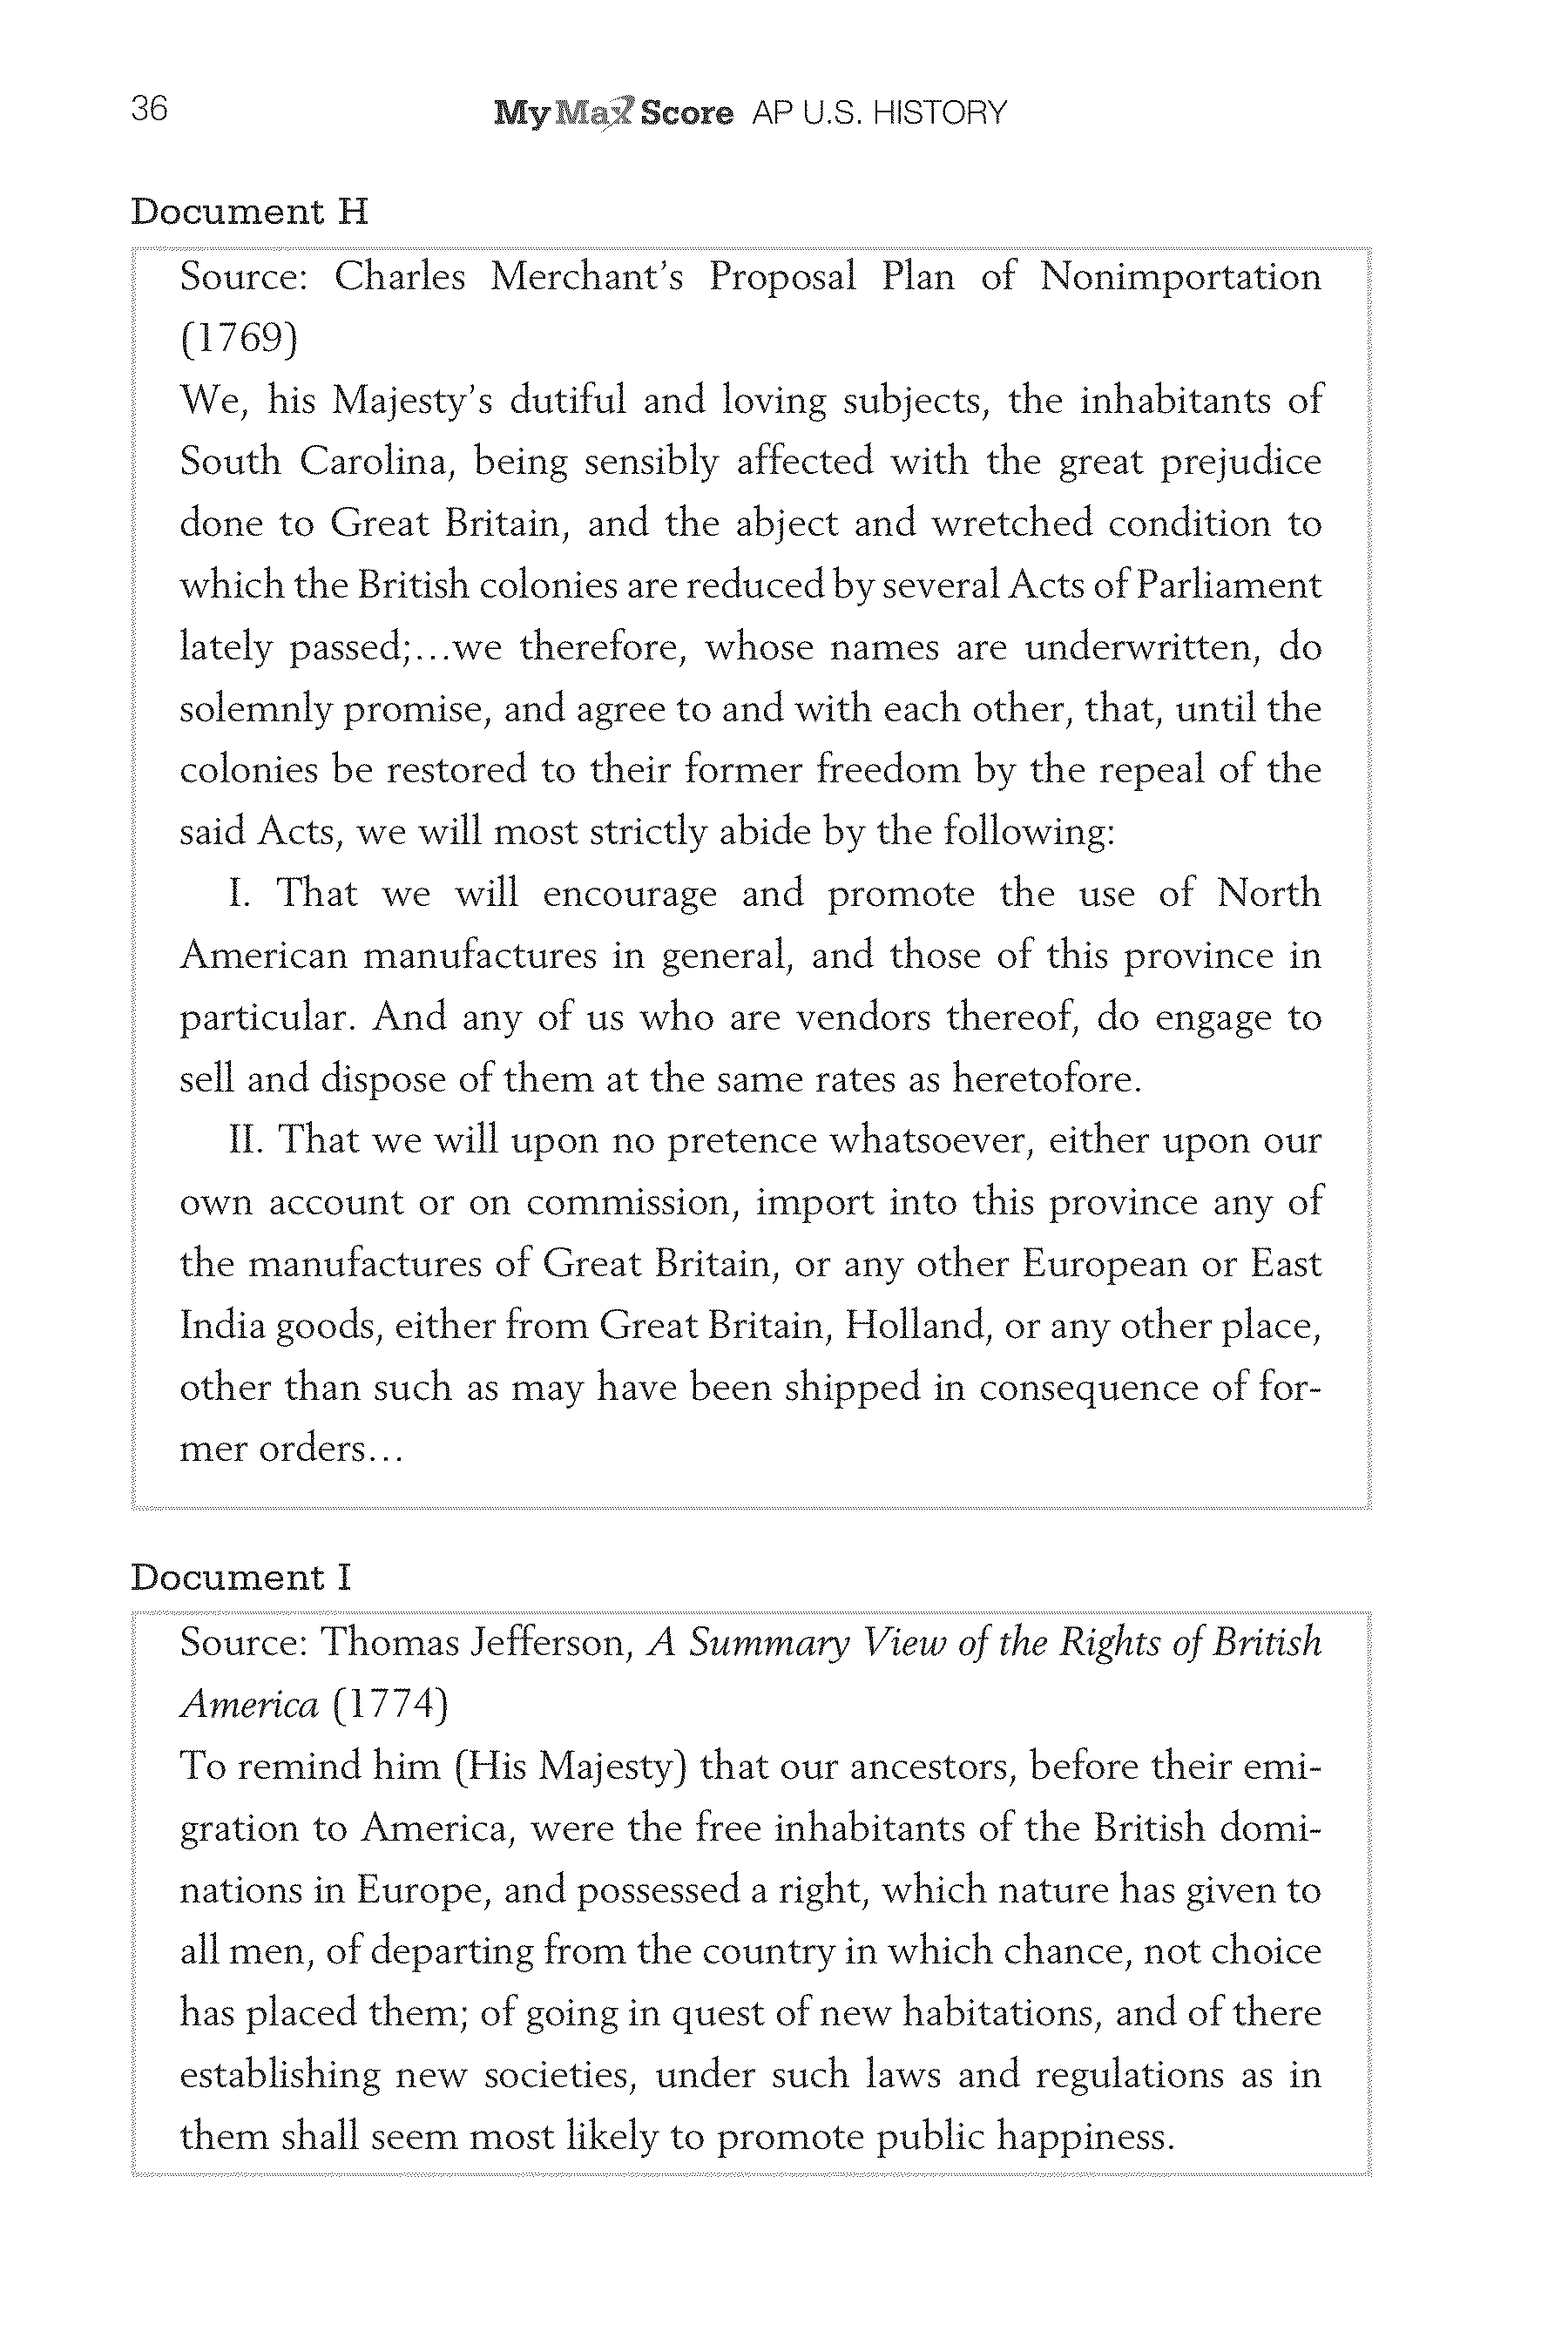 36
MyMaxScore AP U.S. HISTORY
Document H
Source: Charles Merchant's Proposal Plan of Nonimportation
(1769)
We, his Majesty's dutiful and loving subjects, the inhabitants of
South Carolina, being sensibly affected with the great prejudice
done to Great Britain, and the abject and wretched condition to
which the British colonies are reduced by several Acts of Parliament
lately passed;…we therefore, whose names are underwritten, do
solemnly promise, and agree to and with each other, that, until the
colonies be restored to their former freedom by the repeal of the
said Acts, we will most strictly abide by the following:
I. That we will encourage and promote the use of North
American manufactures in general, and those of this province in
particular. And any of us who are vendors thereof, do engage to
sell and dispose of them at the same rates as heretofore.
II. That we will upon no pretence whatsoever, either upon our
own account or on commission, import into this province any of
the manufactures of Great Britain, or any other European or East
India goods, either from Great Britain, Holland, or any other place,
other than such as may have been shipped in consequence of for-
mer orders…
Document I
Source: Thomas Jefferson, A Summary View of the Rights of British
America (1774)
To remind him (His Majesty) that our ancestors, before their emi-
gration to America, were the free inhabitants of the British domi-
nations in Europe, and possessed a right, which nature has given to
all men, of departing from the country in which chance, not choice
has placed them; of going in quest of new habitations, and of there
establishing new societies, under such laws and regulations as in
them shall seem most likely to promote public happiness.